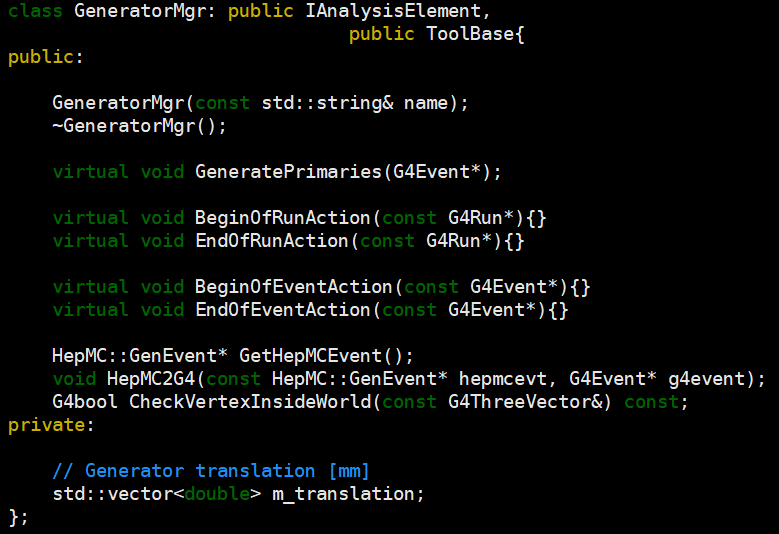 class GeneratorMgr: public IAnalysisElement,
                               public ToolBase{
public:

    GeneratorMgr(const std::string& name);
    ~GeneratorMgr();

    virtual void GeneratePrimaries(G4Event*);

    virtual void BeginOfRunAction(const G4Run*){}
    virtual void EndOfRunAction(const G4Run*){}

    virtual void BeginOfEventAction(const G4Event*){}
    virtual void EndOfEventAction(const G4Event*){}

    HepMC::GenEvent* GetHepMCEvent();
    void HepMC2G4(const HepMC::GenEvent* hepmcevt, G4Event* g4event);
    G4bool CheckVertexInsideWorld(const G4ThreeVector&) const;
private:

    // Generator translation [mm]
    std::vector<double> m_translation;
};